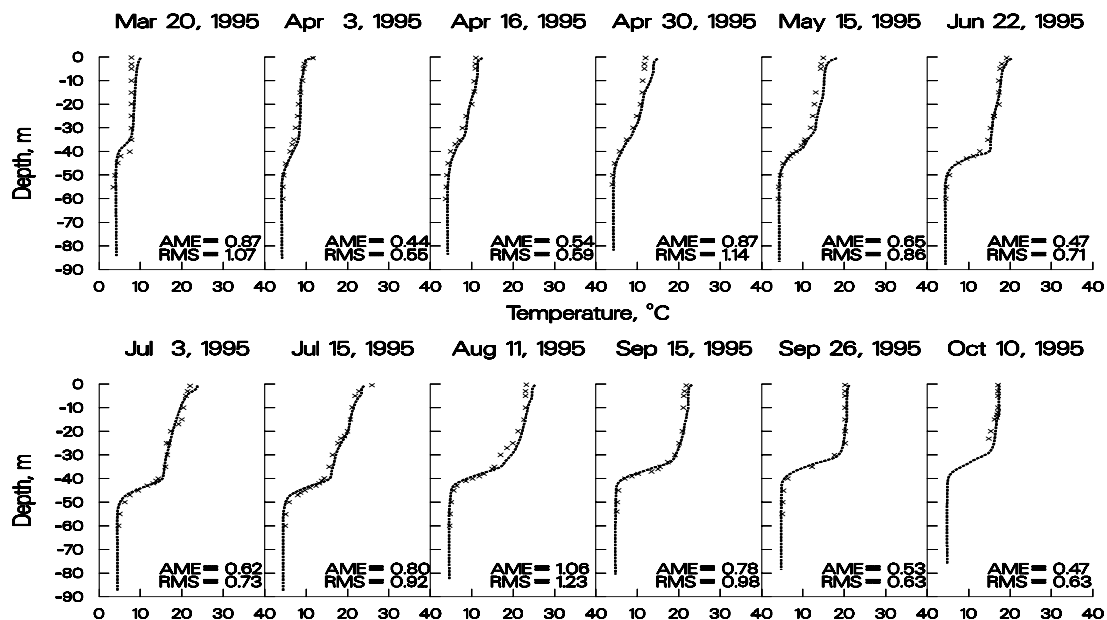 Mar 20, 1995 Apr 3, 1995 Apr 16, 1995 Apr 30, 1995 May 15, 1995 Jun 22, 1995
0
-10
-20
-30
-40
-50
-60
-70
-80
-90
Depth, m
AME= 0.87 AME= 0.44 AME= 0.54 AME= 0.87 AME= 0.65 AME= 0.47
RMS = 1.07 RMS = 0.55 RMS = 0.59 RMS = 1.14 RMS = 0.86 RMS = 0.71
0 10 20 30 40 10 20 30 40 10 20 30 40 10 20 30 40 10 20 30 40 10 20 30 40
Temperature, °C
Jul 3, 1995 Jul 15, 1995 Aug 11, 1995 Sep 15, 1995 Sep 26, 1995 Oct 10, 1995
0
-10
-20
-30
-40
-50
-60
-70
-80
-90
Depth, m
AME = 0.62 AME = 0.80 AME = 1.06 AME = 0.78 AME = 0.53 AME = 0.47
RMS = 0.73 RMS = 0.92 RMS = 1.23 RMS = 0.98 RMS = 0.63 RMS = 0.63
0 10 20 30 40 10 20 30 40 10 20 30 40 10 20 30 40 10 20 30 40 10 20 30 40